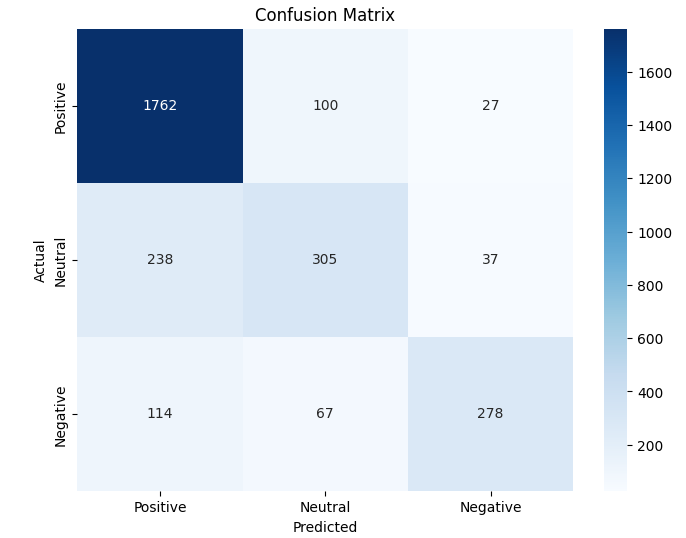 Confusion Matrix
Positive
1762 100 27
1600
1400
1200
Actual
Neutral
238 305 37
1000
800
600
Negative
114 67 278
400
200
Positive Neutral Negative
Predicted